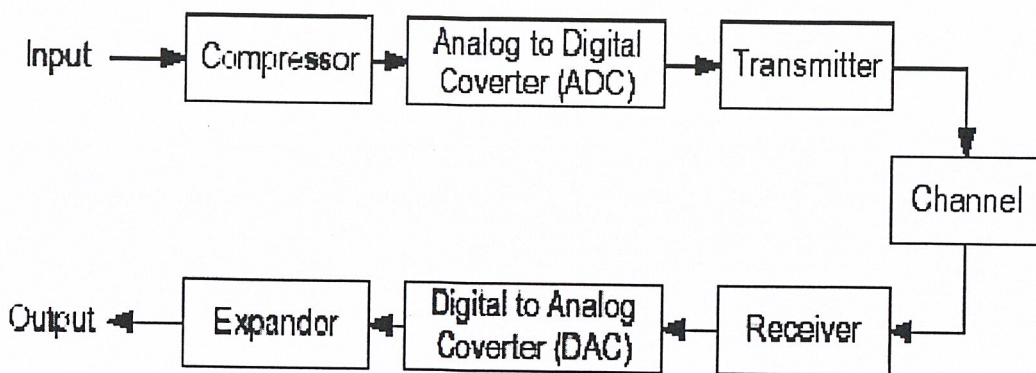 Input
Compressor
Analog to Digital
Coverter (ADC)
Transmitter
Channel
Receiver
Digital to Analog
Coverter (DAC)
Expandor
Output